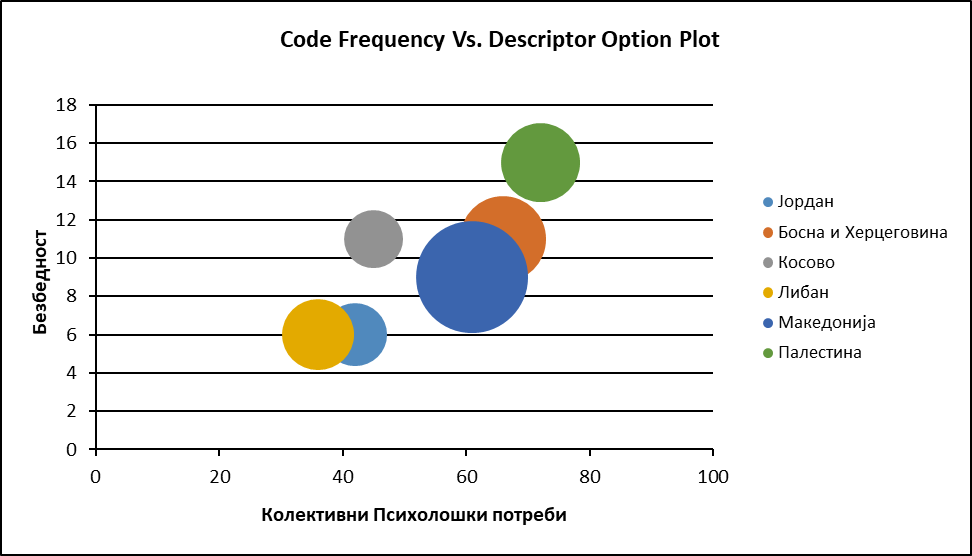 Code Frequency Vs. Descriptor Option Plot
18
16
14
12
10
8
6
4
2
0
Безбедност
0 20 40 60 80 100
Колективни Психолошки потреби
Јордан
Босна и Херцеговина
Косово
Либан
Македонија
Палестина